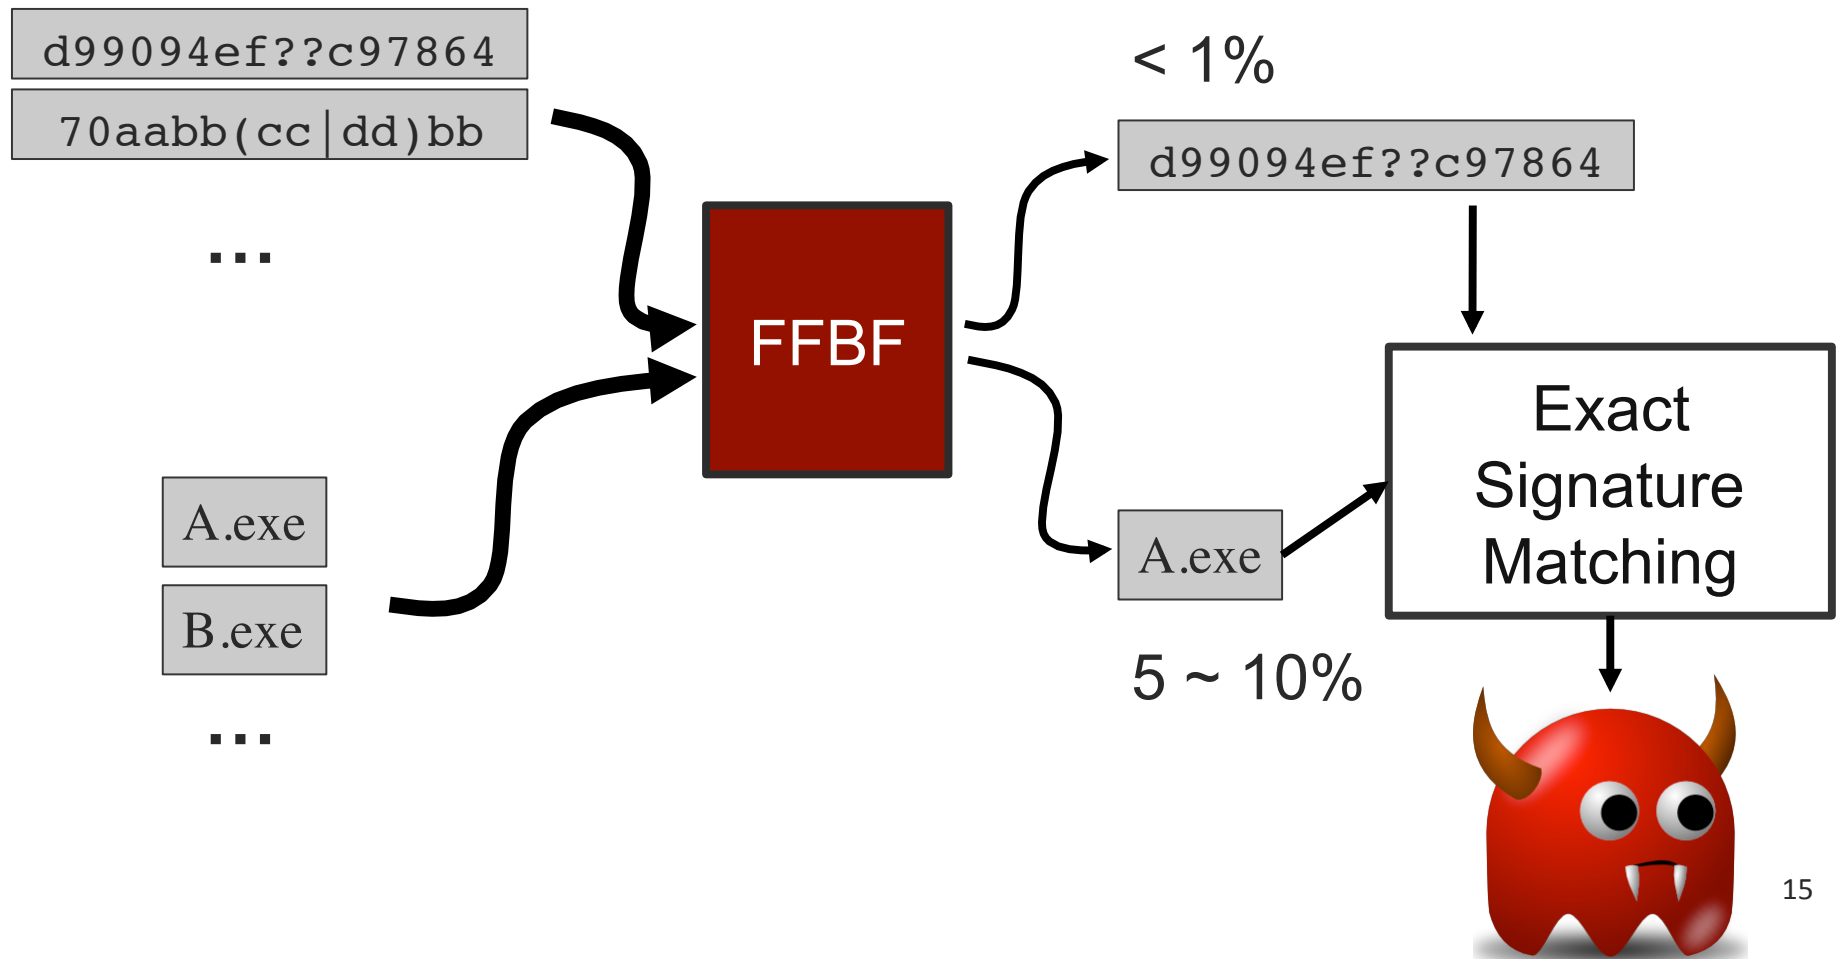 d99094ef??c97864
70aabb(cc|dd)bb
...
A.exe
B.exe
...
FFBF
< 1%
d99094ef??c97864
A.exe
5 ~ 10%
Exact
Signature
Matching
15